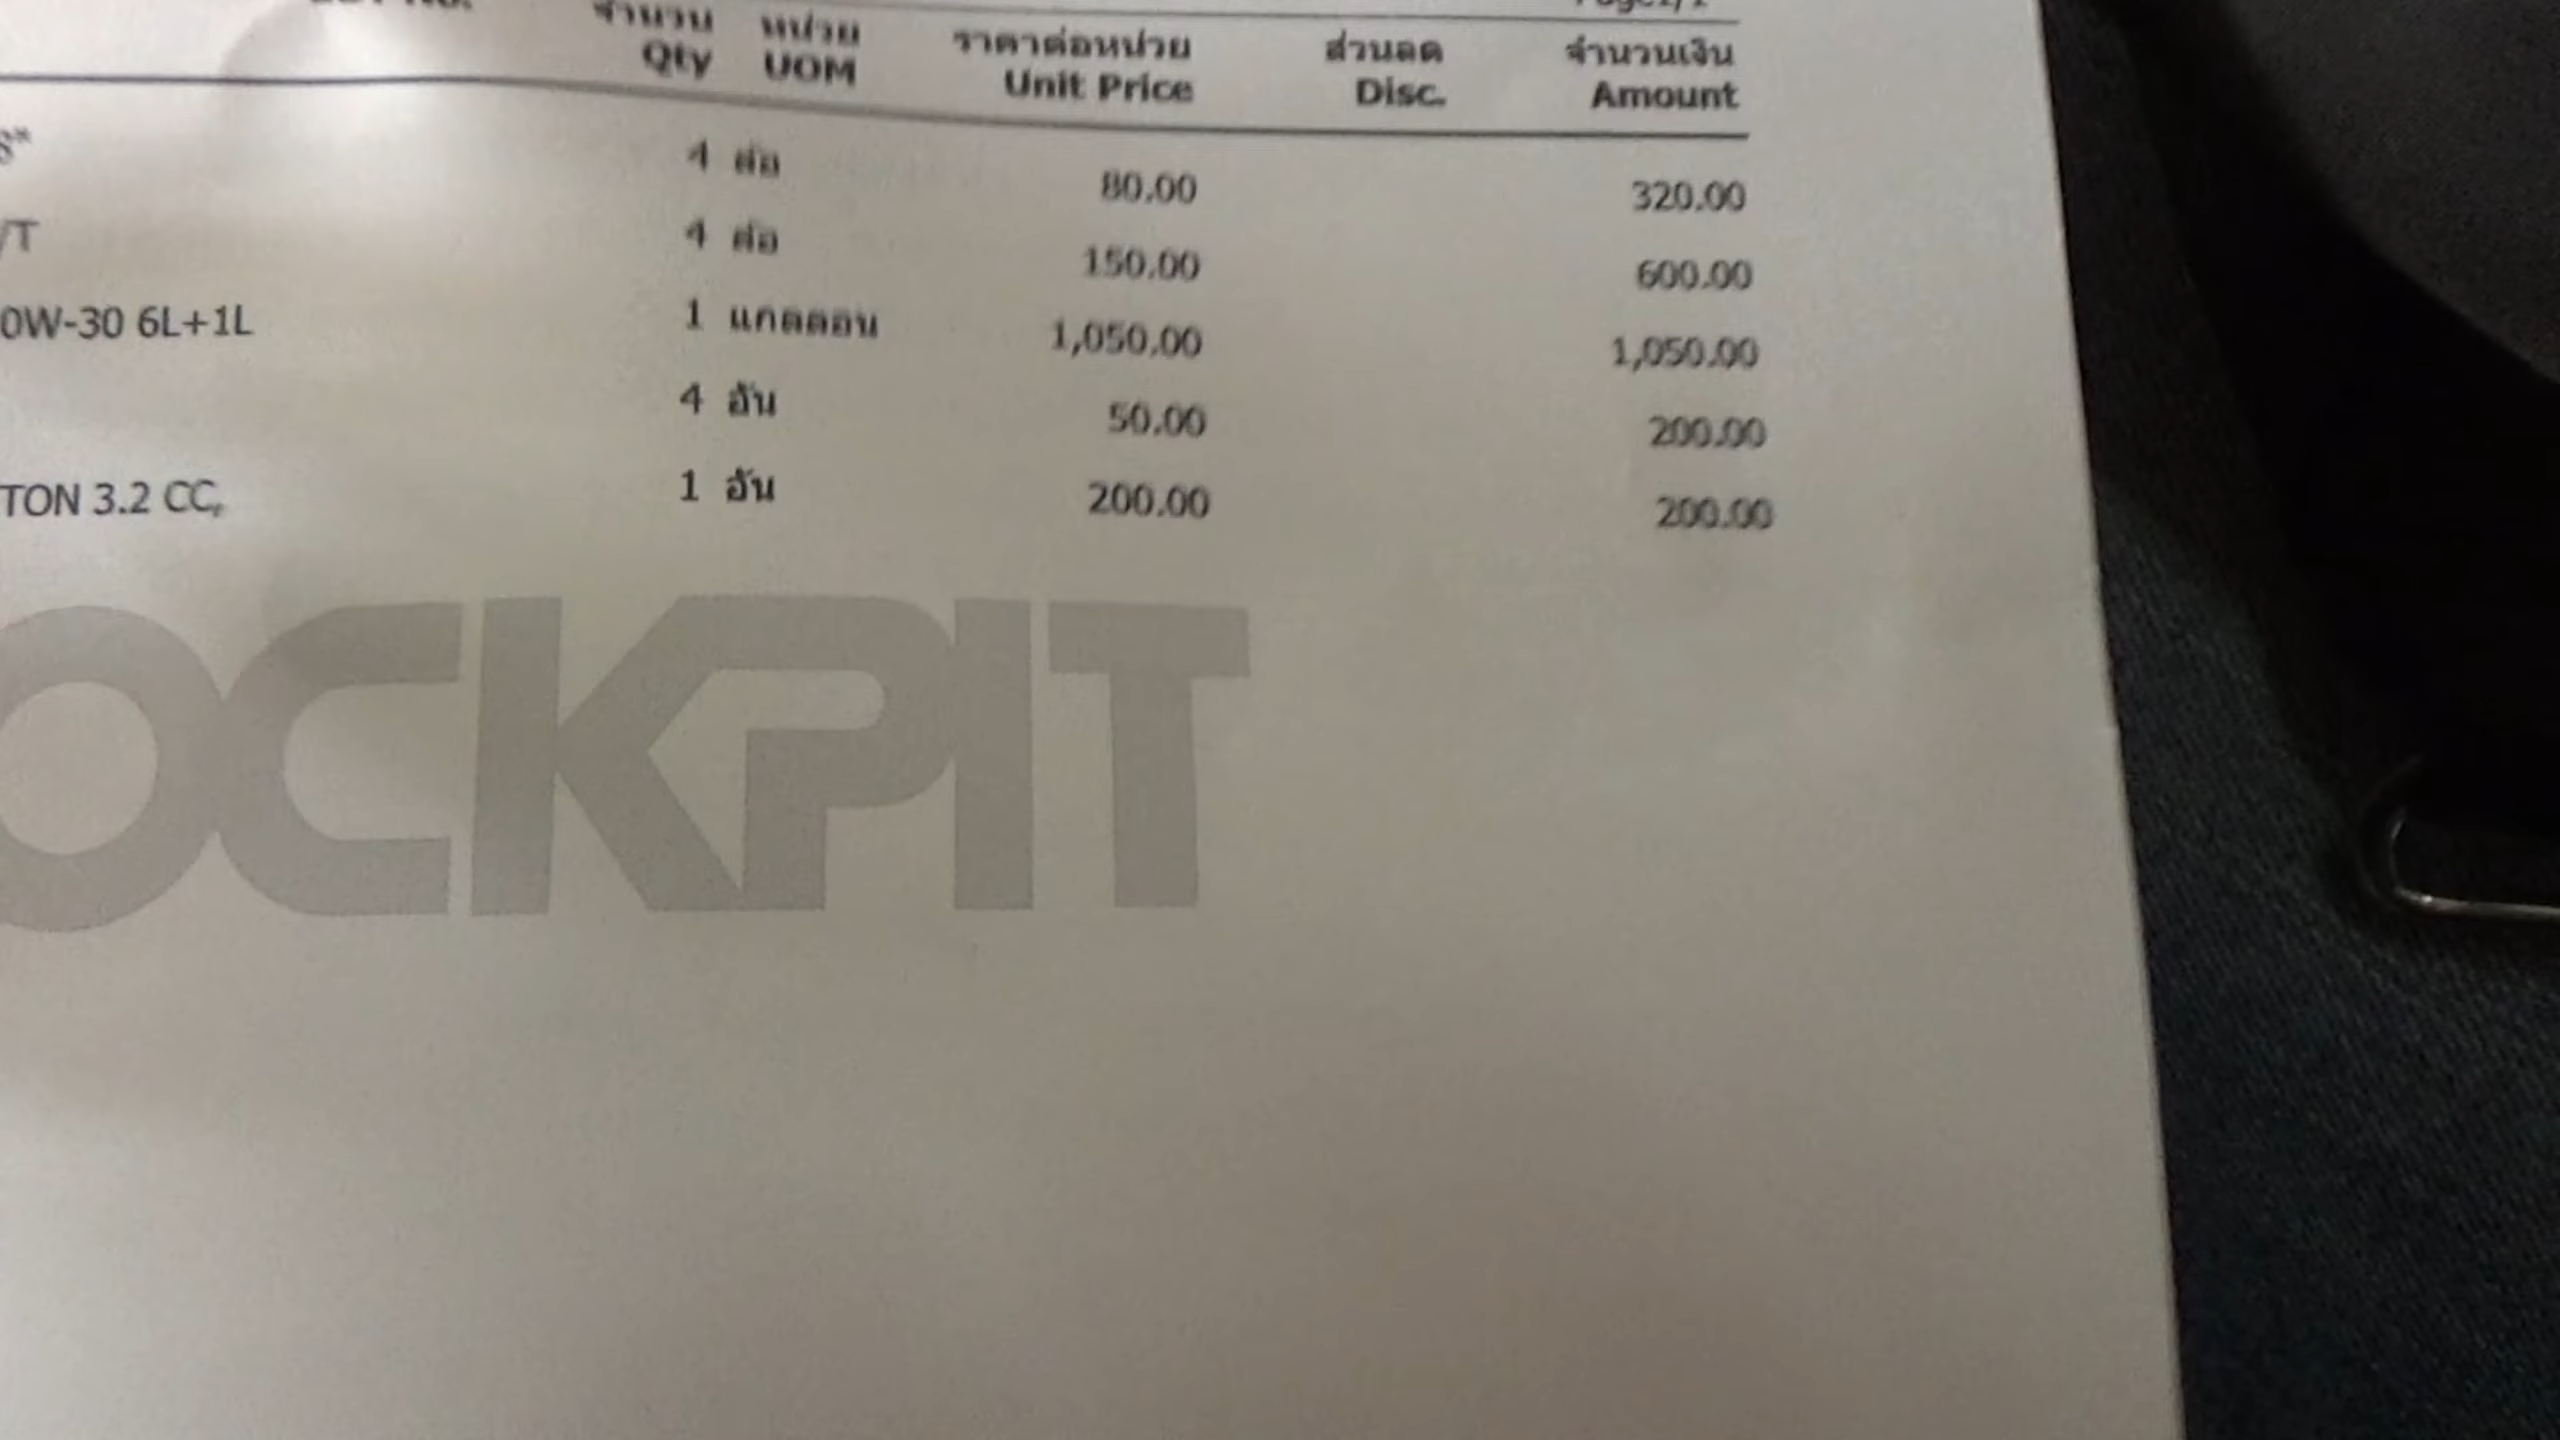 Page1/1
จำนวน หน่วย ราคาต่อหน่วย ส่วนลด จำนวนเงิน
Qty UOM Unit Price Disc. Amount
4 ล้อ 80.00 320.00
/T 4 ล้อ 150.00 600.00
0W-30 6L+1L 1 แกลลอน 1,050.00 1,050.00
4 อัน 50.00 200.00
TON 3.2 CC, 1 อัน 200.00 200.00
OCKPIT